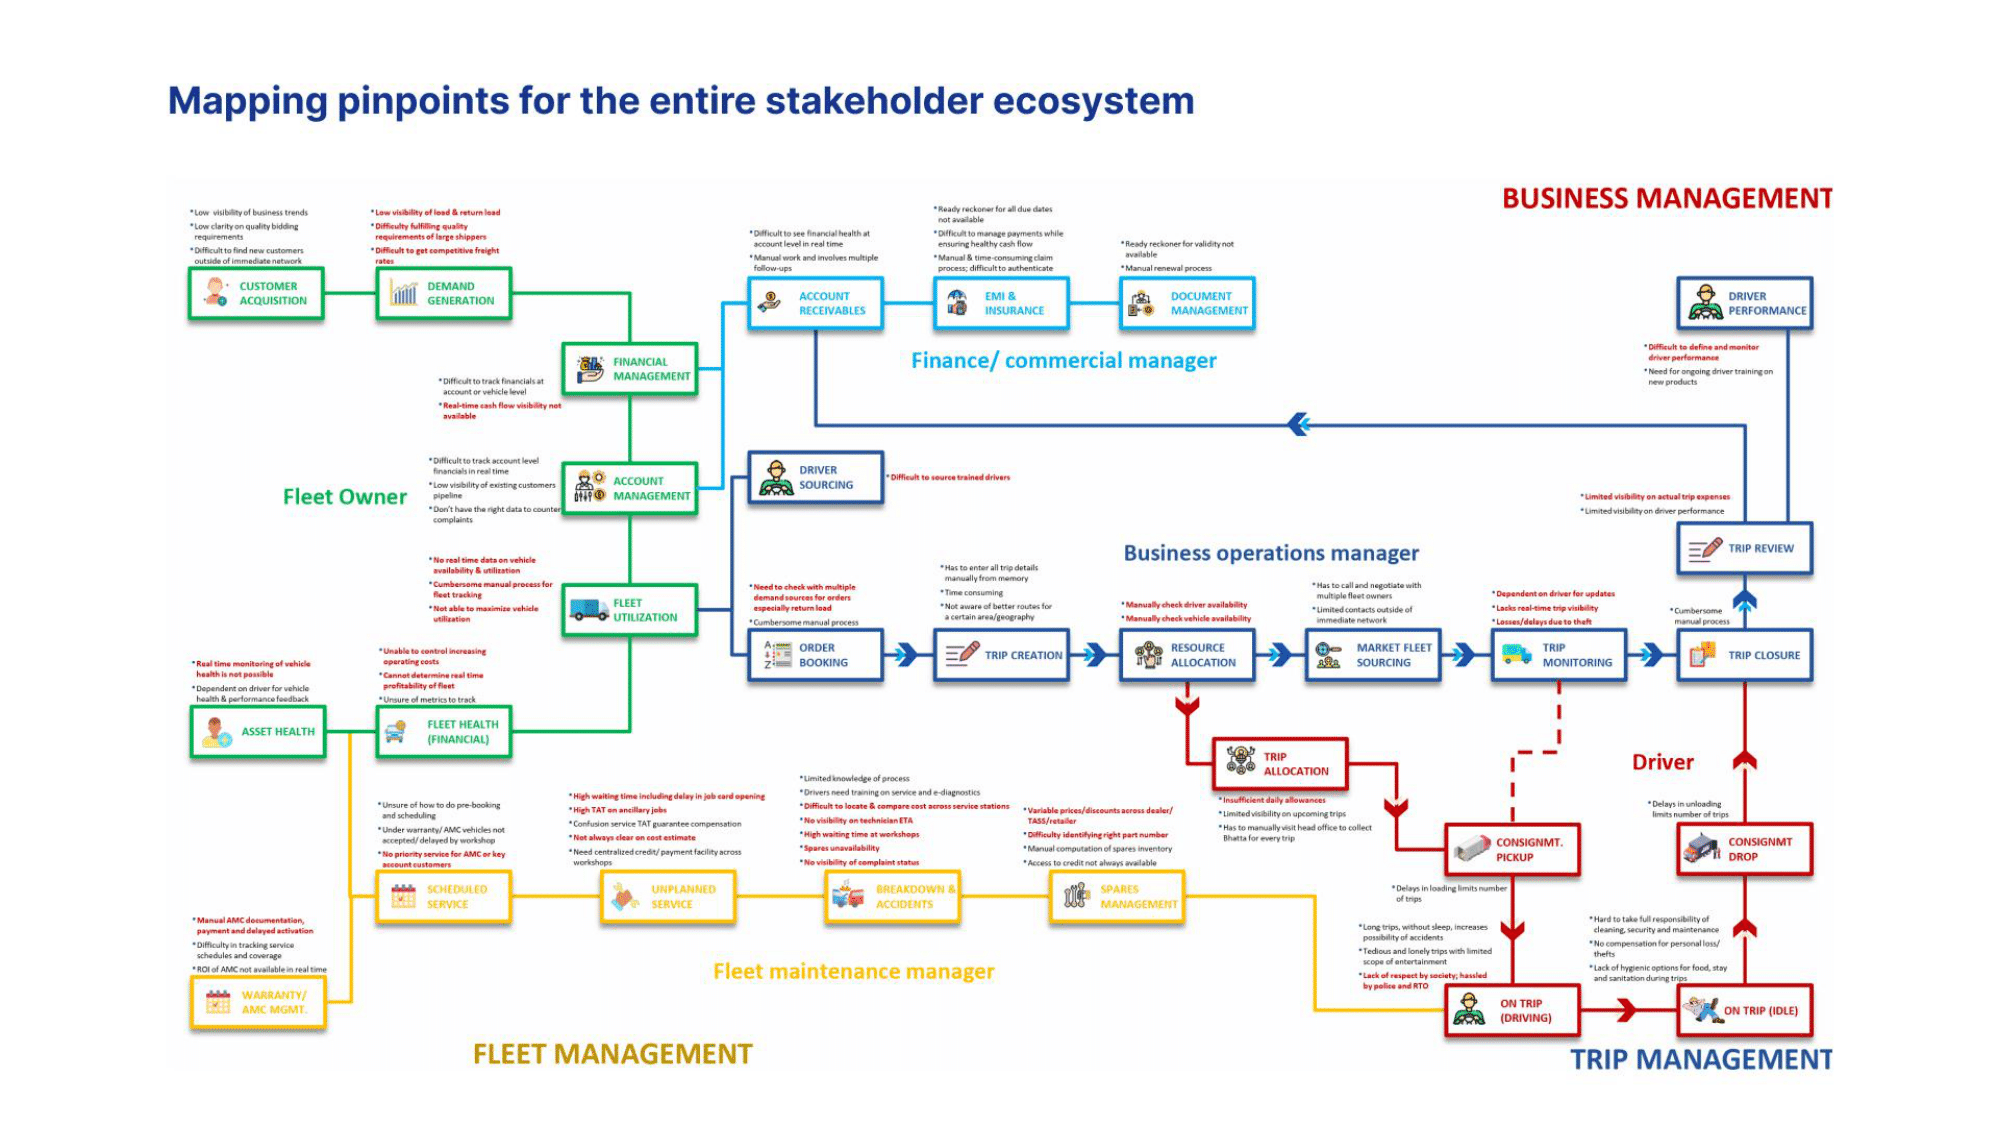 Mapping pinpoints for the entire stakeholder ecosystem
BUSINESS MANAGEMENT
*Low visibility of business trends
*Low clarity on quality bidding
requirements
*Difficult to find new customers
outside of immediate network
CUSTOMER
ACQUISITION
*Low visibility of load & return load
*Difficulty fulfilling quality
requirements of large shippers
*Difficult to get competitive freight
rates
DEMAND
GENERATION
*Difficult to see financial health at
account level in real time
*Manual work and involves multiple
follow-ups
ACCOUNT
RECEIVABLES
*Ready reckoner for all due dates
not available
*Difficult to manage payments while
ensuring healthy cash flow
*Manual & time-consuming claim
process; difficult to authenticate
EMI &
INSURANCE
*Ready reckoner for validity not
available
*Manual renewal process
DOCUMENT
MANAGEMENT
DRIVER
PERFORMANCE
*Difficult to define and monitor
driver performance
*Need for ongoing driver training on
new products
Finance/ commercial manager
FINANCIAL
MANAGEMENT
*Difficult to track financials at
account or vehicle level
*Real-time cash flow visibility not
available
Fleet Owner
*Difficult to track account level
financials in real time
*Low visibility of existing customers
pipeline
*Don't have the right data to counter
complaints
ACCOUNT
MANAGEMENT
DRIVER
SOURCING
*Difficult to source trained drivers
*Limited visibility on actual trip expenses
*Limited visibility on driver performance
TRIP REVIEW
Business operations manager
*No real time data on vehicle
availability & utilization
*Cumbersome manual process for
fleet tracking
*Not able to maximize vehicle
utilization
FLEET
UTILIZATION
*Need to check with multiple
demand sources for orders
especially return load
*Cumbersome manual process
A
Z
ORDER
BOOKING
*Has to enter all trip details
manually from memory
*Time consuming
*Not aware of better routes for
a certain area/geography
TRIP CREATION
*Manually check driver availability
*Manually check vehicle availability
RESOURCE
ALLOCATION
*Has to call and negotiate with
multiple fleet owners
*Limited contacts outside of
immediate network
MARKET FLEET
SOURCING
*Dependent on driver for updates
*Lacks real-time trip visibility
*Losses/delays due to theft
TRIP
MONITORING
*Cumbersome
manual process
TRIP CLOSURE
*Real time monitoring of vehicle
health is not possible
*Dependent on driver for vehicle
health & performance feedback
ASSET HEALTH
*Unable to control increasing
operating costs
*Cannot determine real time
profitability of fleet
*Unsure of metrics to track
FLEET HEALTH
(FINANCIAL)
TRIP
ALLOCATION
*Insufficient daily allowances
*Limited visibility on upcoming trips
*Has to manually visit head office to collect
Bhatta for every trip
Driver
*Delays in unloading
limits number of trips
CONSIGNMT.
PICKUP
CONSIGNMT
DROP
*Unsure of how to do pre-booking
and scheduling
*Under warranty/ AMC vehicles not
accepted/ delayed by workshop
*No priority service for AMC or key
account customers
SCHEDULED
SERVICE
*High waiting time including delay in job card opening
*High TAT on ancillary jobs
*Confusion service TAT guarantee compensation
*Not always clear on cost estimate
*Need centralized credit/ payment facility across
workshops
UNPLANNED
SERVICE
*Limited knowledge of process
*Drivers need training on service and e-diagnostics
*Difficult to locate & compare cost across service stations
*No visibility on technician ETA
*High waiting time at workshops
*Spares unavailability
*No visibility of complaint status
BREAKDOWN &
ACCIDENTS
*Variable prices/discounts across dealer/
TASS/retailer
*Difficulty identifying right part number
*Manual computation of spares inventory
*Access to credit not always available
SPARES
MANAGEMENT
*Delays in loading limits number
of trips
*Long trips, without sleep, increases
possibility of accidents
*Tedious and lonely trips with limited
scope of entertainment
*Lack of respect by society; hassled
by police and RTO
ON TRIP
(DRIVING)
*Hard to take full responsibility of
cleaning, security and maintenance
*No compensation for personal loss/
thefts
*Lack of hygienic options for food, stay
and sanitation during trips
ON TRIP (IDLE)
*Manual AMC documentation,
payment and delayed activation
*Difficulty in tracking service
schedules and coverage
*ROI of AMC not available in real time
WARRANTY/
AMC MGMT.
Fleet maintenance manager
FLEET MANAGEMENT
TRIP MANAGEMENT